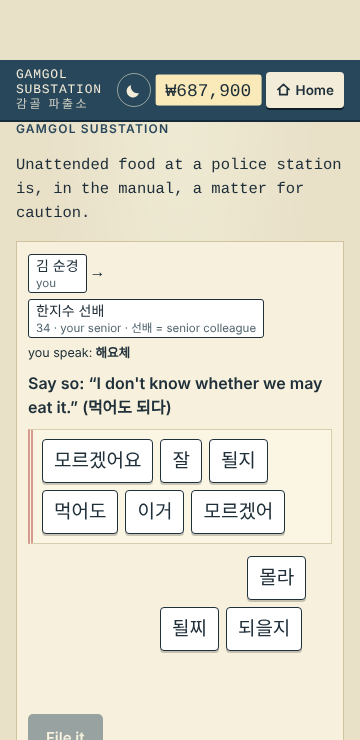 GAMGOL
SUBSTATION
감골 파출소
₩687,900
Home
GAMGOL SUBSTATION
Unattended food at a police station
is, in the manual, a matter for
caution.
김 순경
you
→
한지수 선배
34 · your senior · 선배 = senior colleague
you speak: 해요체
Say so: “I don't know whether we may
eat it.” (먹어도 되다)
모르겠어요 잘 될지
먹어도 이거 모르겠어
몰라
될찌 되을지
File it